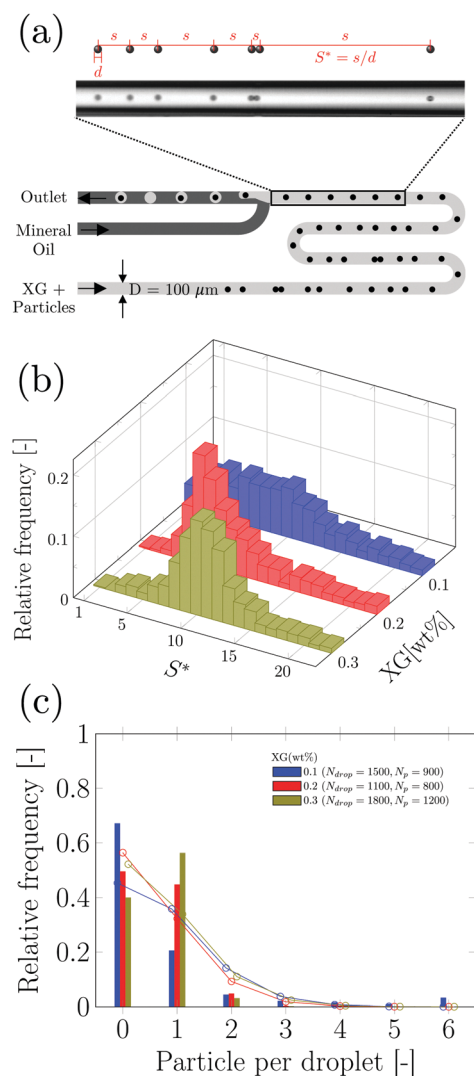 (a)
s s s s s s
S* = s/d
d
Outlet
Mineral
Oil
XG +
Particles
D = 100 μm
(b)
Relative frequency [-]
0.2
0.1
0
1
5
10
15
20
S*
0.1
0.2
0.3
XG[wt%]
(c)
Relative frequency [-]
1
0.8
0.6
0.4
0.2
0
XG(wt%)
0.1 (N_drop = 1500, N_p = 900)
0.2 (N_drop = 1100, N_p = 800)
0.3 (N_drop = 1800, N_p = 1200)
0 1 2 3 4 5 6
Particle per droplet [-]